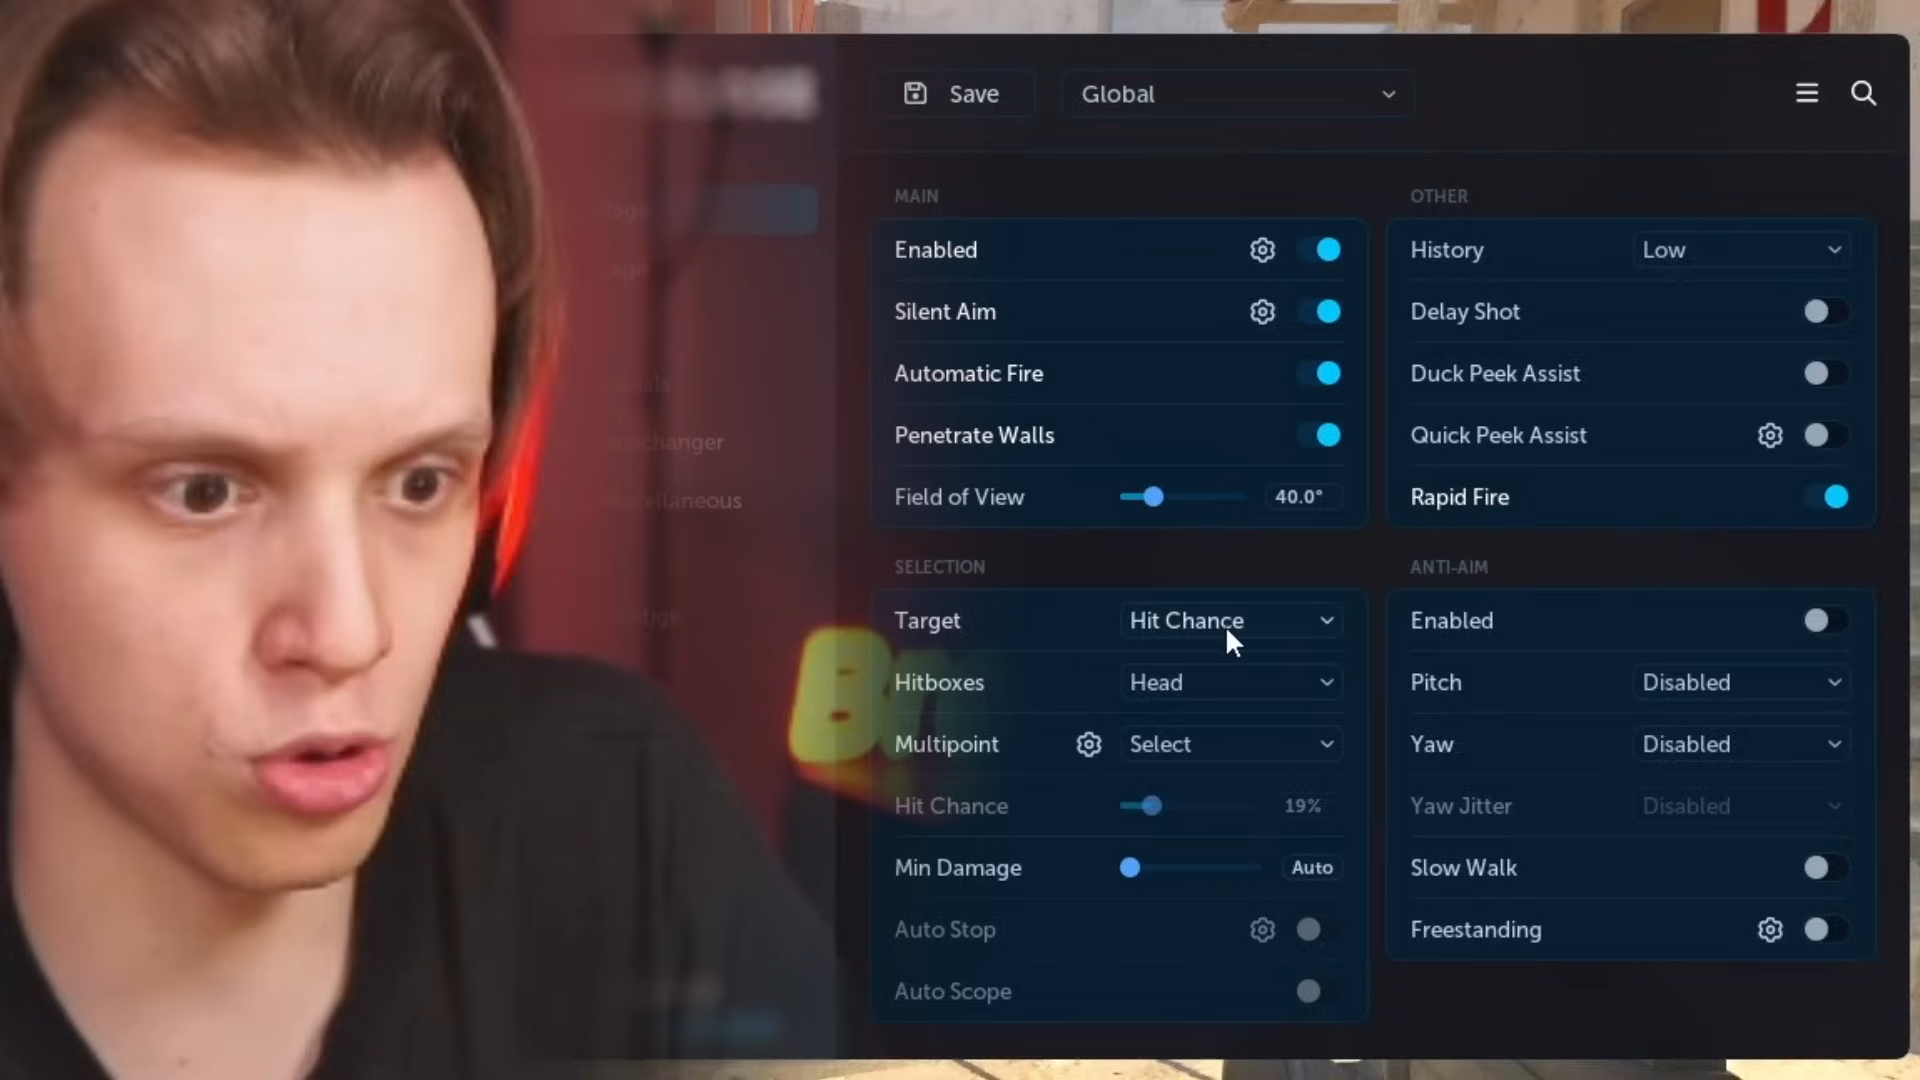 Save
Global
MAIN
Enabled
Silent Aim
Automatic Fire
Penetrate Walls
Field of View 40.0°
SELECTION
Target Hit Chance
Hitboxes Head
Multipoint Select
Hit Chance 19%
Min Damage Auto
Auto Stop
Auto Scope
OTHER
History Low
Delay Shot
Duck Peek Assist
Quick Peek Assist
Rapid Fire
ANTI-AIM
Enabled
Pitch Disabled
Yaw Disabled
Yaw Jitter Disabled
Slow Walk
Freestanding